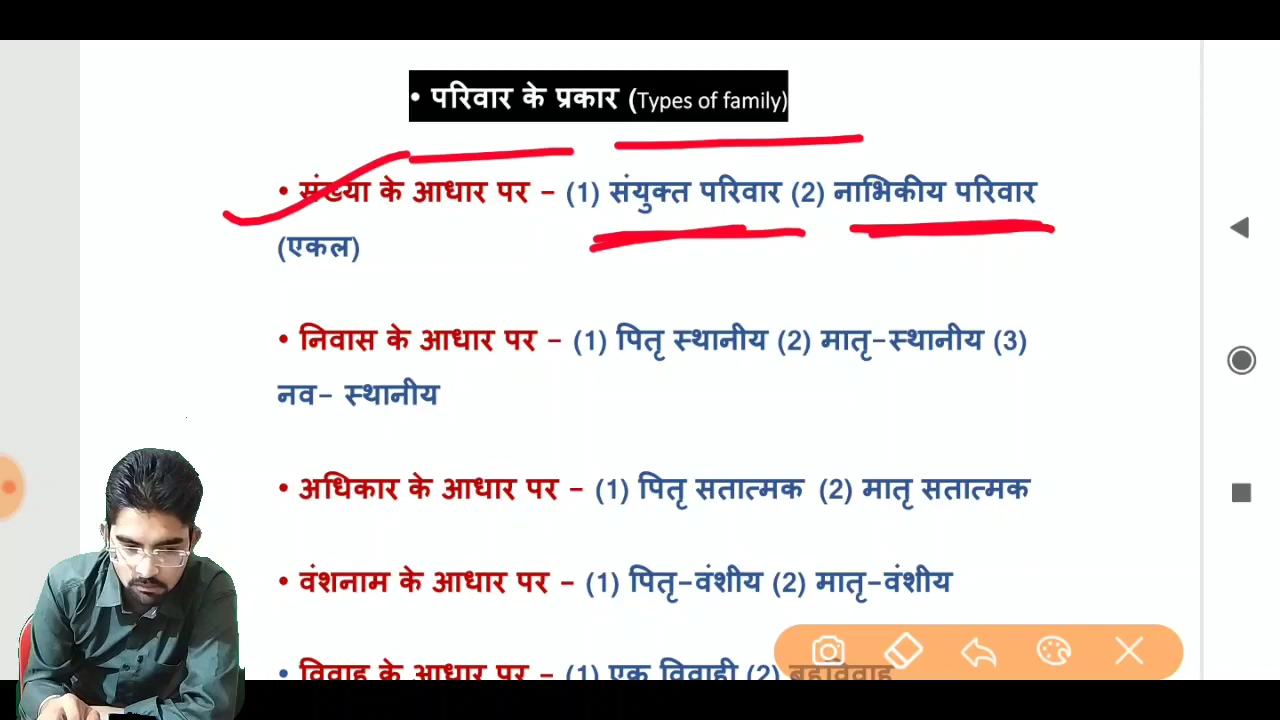 • परिवार के प्रकार (Types of family)
• संख्या के आधार पर – (1) संयुक्त परिवार (2) नाभिकीय परिवार
(एकल)
• निवास के आधार पर – (1) पितृ स्थानीय (2) मातृ-स्थानीय (3)
नव- स्थानीय
• अधिकार के आधार पर – (1) पितृ सतात्मक (2) मातृ सतात्मक
• वंशनाम के आधार पर – (1) पितृ-वंशीय (2) मातृ-वंशीय
• विवाह के आधार पर – (1) एक विवाही (2)